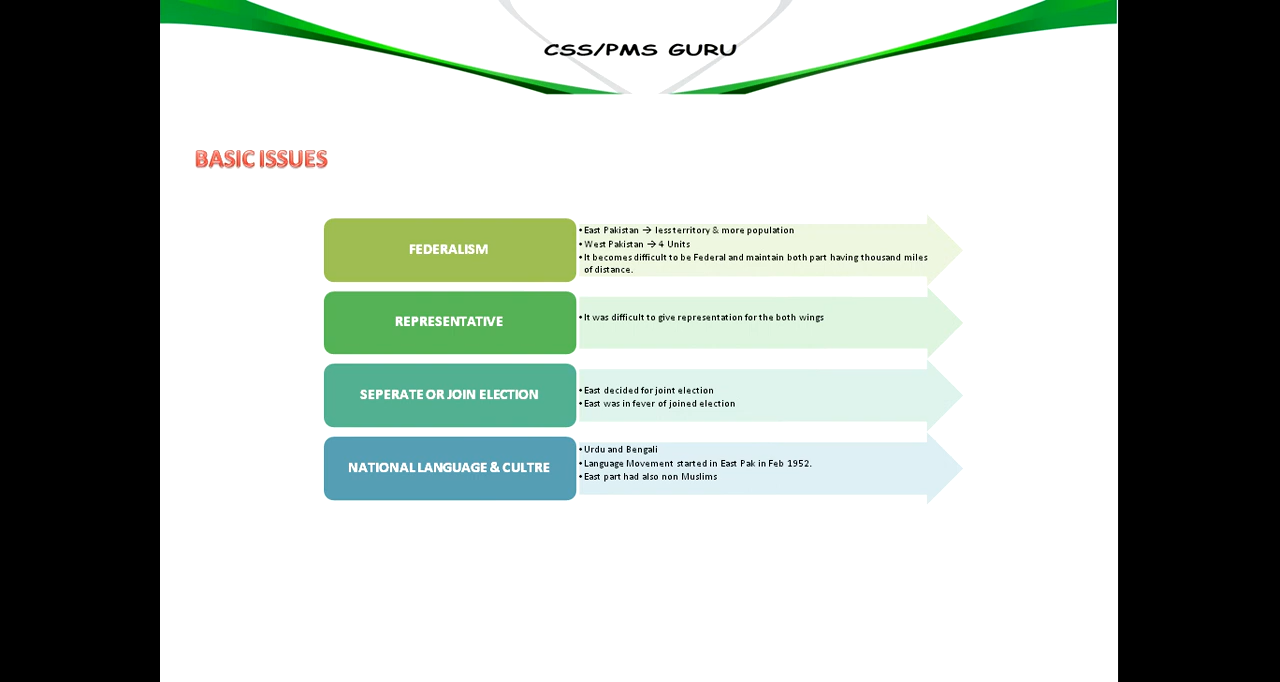 CSS/PMS GURU
BASIC ISSUES
FEDERALISM
•East Pakistan → less territory & more population
•West Pakistan → 4 Units
•It becomes difficult to be Federal and maintain both part having thousand miles
of distance.
REPRESENTATIVE
•It was difficult to give representation for the both wings
SEPERATE OR JOIN ELECTION
•East decided for joint election
•East was in fever of joined election
NATIONAL LANGUAGE & CULTRE
•Urdu and Bengali
•Language Movement started in East Pak in Feb 1952.
•East part had also non Muslims